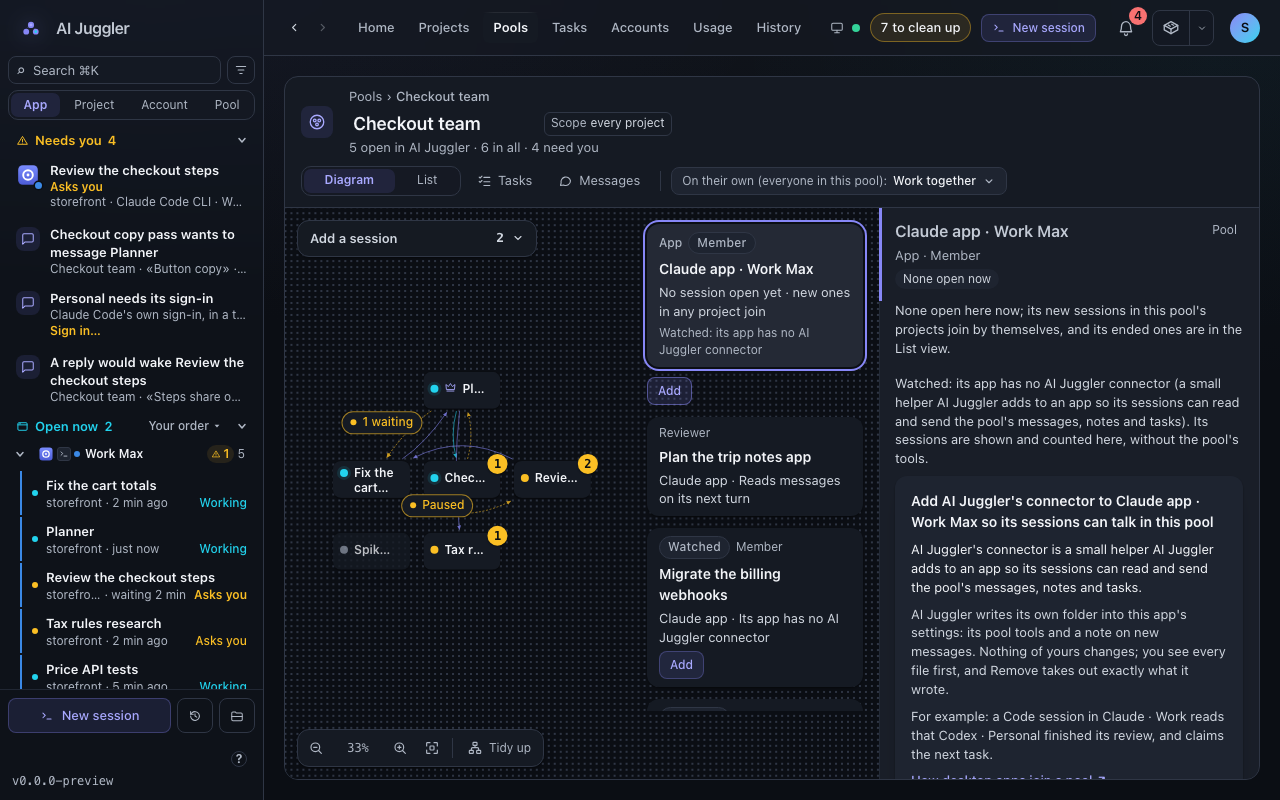 AI Juggler
Search ⌘K
App
Project
Account
Pool
Needs you 4
Review the checkout steps
Asks you
storefront · Claude Code CLI · W...
Checkout copy pass wants to
message Planner
Checkout team · «Button copy» ·...
Personal needs its sign-in
Claude Code's own sign-in, in a t...
Sign in...
A reply would wake Review the
checkout steps
Checkout team · «Steps share o...
Open now 2
Your order
Work Max
1
5
Fix the cart totals
storefront · 2 min ago
Working
Planner
storefront · just now
Working
Review the checkout steps
storefro... · waiting 2 min
Asks you
Tax rules research
storefront · 2 min ago
Asks you
Price API tests
storefront · 5 min ago
Working
New session
?
v0.0.0-preview
Home
Projects
Pools
Tasks
Accounts
Usage
History
7 to clean up
New session
4
S
Pools › Checkout team
Checkout team
Scope every project
5 open in AI Juggler · 6 in all · 4 need you
Diagram
List
Tasks
Messages
On their own (everyone in this pool): Work together
Add a session
2
Pl...
1 waiting
Fix the
cart...
Chec...
1
Revie...
2
Paused
Spik...
Tax r...
1
33%
Tidy up
App
Member
Claude app · Work Max
No session open yet · new ones
in any project join
Watched: its app has no AI
Juggler connector
Add
Reviewer
Plan the trip notes app
Claude app · Reads messages
on its next turn
Watched
Member
Migrate the billing
webhooks
Claude app · Its app has no AI
Juggler connector
Add
Claude app · Work Max
Pool
App · Member
None open now
None open here now; its new sessions in this pool's
projects join by themselves, and its ended ones are in the
List view.
Watched: its app has no AI Juggler connector (a small
helper AI Juggler adds to an app so its sessions can read
and send the pool's messages, notes and tasks). Its
sessions are shown and counted here, without the pool's
tools.
Add AI Juggler's connector to Claude app ·
Work Max so its sessions can talk in this pool
AI Juggler's connector is a small helper AI Juggler
adds to an app so its sessions can read and send
the pool's messages, notes and tasks.
AI Juggler writes its own folder into this app's
settings: its pool tools and a note on new
messages. Nothing of yours changes; you see every
file first, and Remove takes out exactly what it
wrote.
For example: a Code session in Claude · Work reads
that Codex · Personal finished its review, and claims
the next task.
How desktop apps join a pool ↗